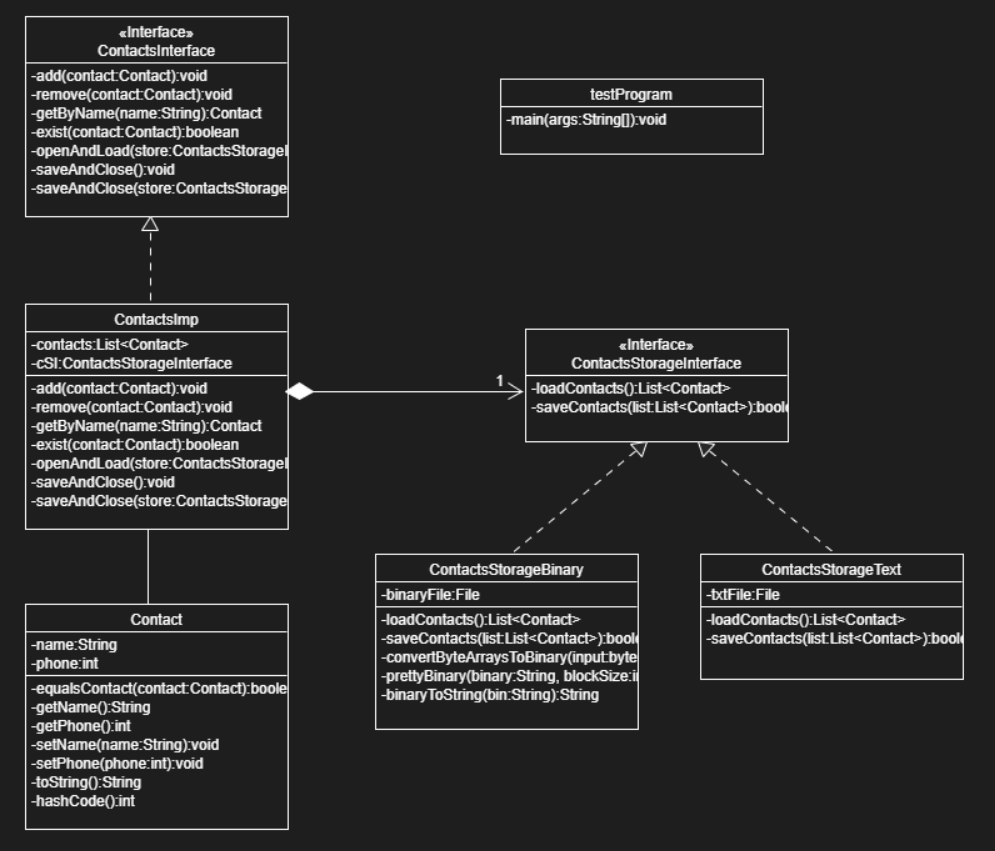 «Interface»
ContactsInterface
-add(contact:Contact):void
-remove(contact:Contact):void
-getByName(name:String):Contact
-exist(contact:Contact):boolean
-openAndLoad(store:ContactsStorageI
-saveAndClose():void
-saveAndClose(store:ContactsStorage
testProgram
-main(args:String[]):void
ContactsImp
-contacts:List<Contact>
-cSI:ContactsStorageInterface
-add(contact:Contact):void
-remove(contact:Contact):void
-getByName(name:String):Contact
-exist(contact:Contact):boolean
-openAndLoad(store:ContactsStorageI
-saveAndClose():void
-saveAndClose(store:ContactsStorage
1
«Interface»
ContactsStorageInterface
-loadContacts():List<Contact>
-saveContacts(list:List<Contact>):boole
ContactsStorageBinary
-binaryFile:File
-loadContacts():List<Contact>
-saveContacts(list:List<Contact>):boole
-convertByteArraysToBinary(input:byte
-prettyBinary(binary:String, blockSize:in
-binaryToString(bin:String):String
ContactsStorageText
-txtFile:File
-loadContacts():List<Contact>
-saveContacts(list:List<Contact>):boole
Contact
-name:String
-phone:int
-equalsContact(contact:Contact):boole
-getName():String
-getPhone():int
-setName(name:String):void
-setPhone(phone:int):void
-toString():String
-hashCode():int